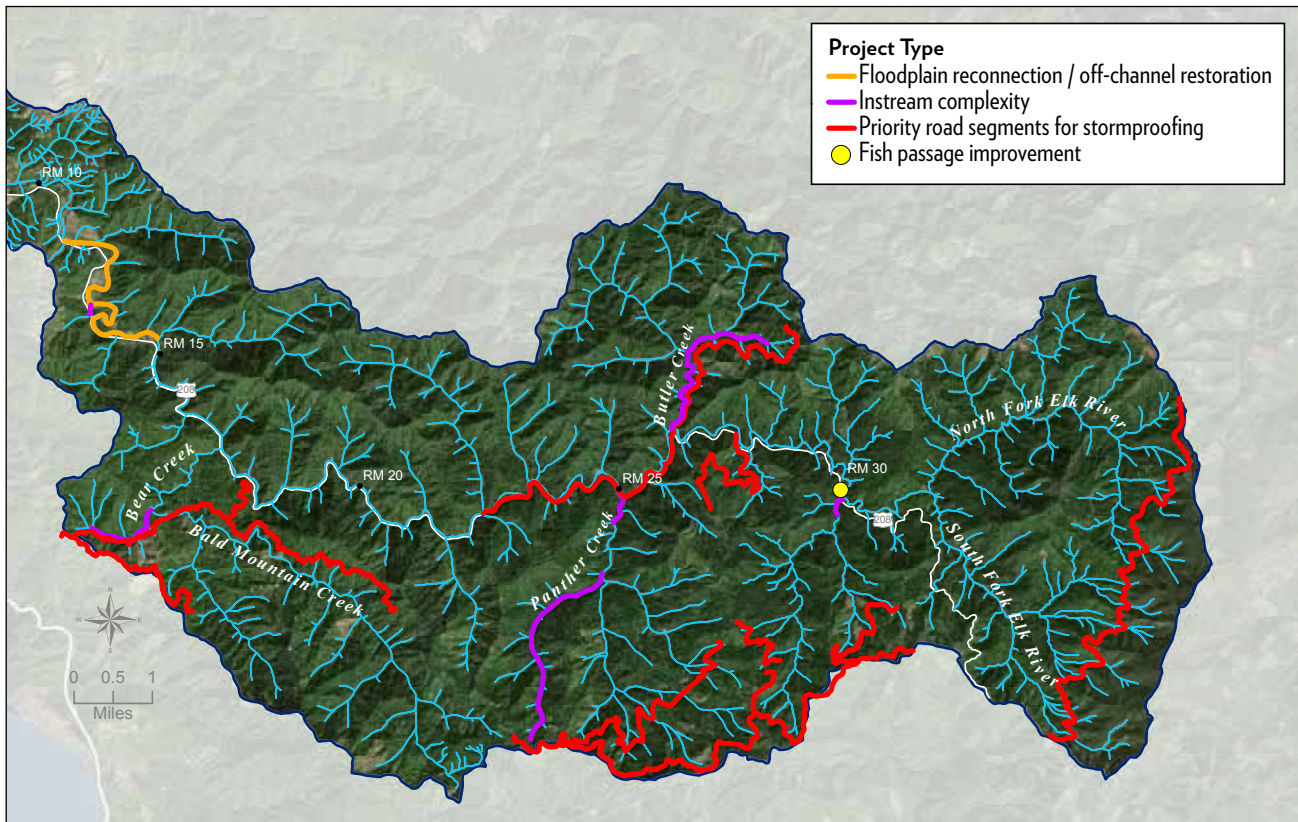 Project Type
Floodplain reconnection / off-channel restoration
Instream complexity
Priority road segments for stormproofing
Fish passage improvement
RM 10
RM 15
208
Butler Creek
North Fork Elk River
Bear Creek
RM 20
RM 25
RM 30
208
Panther Creek
Bald Mountain Creek
South Fork Elk River
N
W E
S
0 0.5 1
Miles